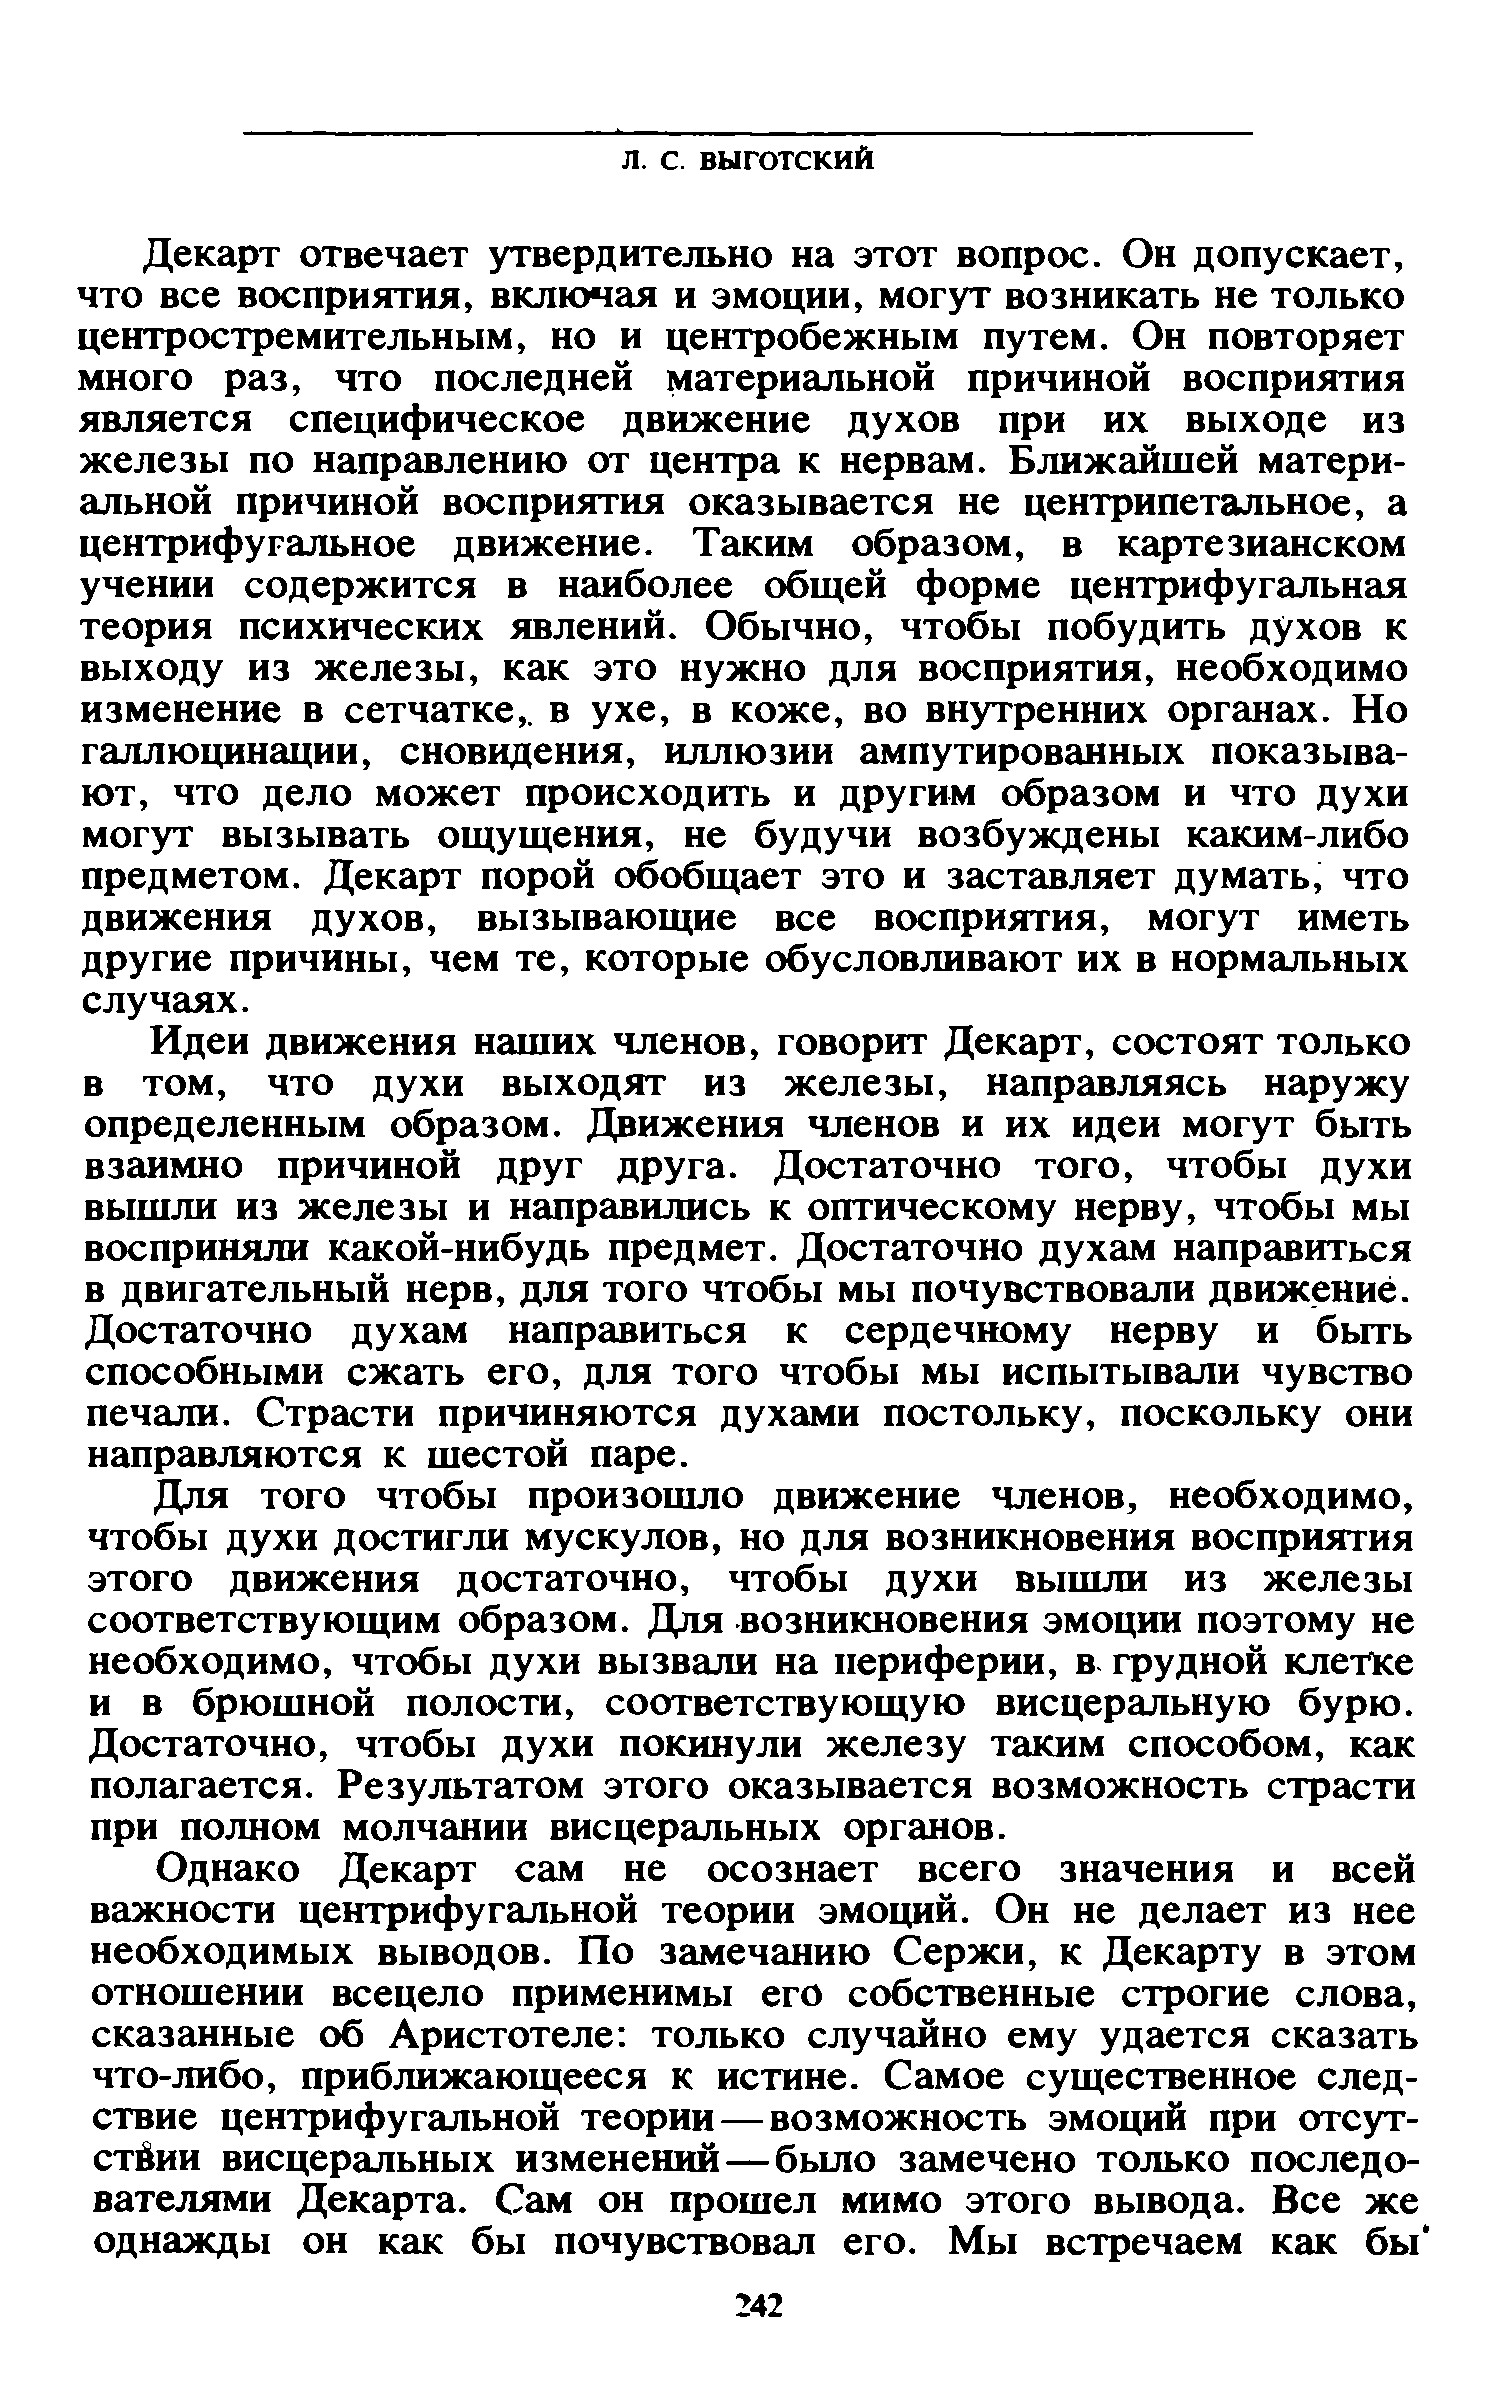 Л. С. ВЫГОТСКИЙ
Декарт отвечает утвердительно на этот вопрос. Он допускает,
что все восприятия, включая и эмоции, могут возникать не только
центростремительным, но и центробежным путем. Он повторяет
много раз, что последней материальной причиной восприятия
является специфическое движение духов при их выходе из
железы по направлению от центра к нервам. Ближайшей матери-
альной причиной восприятия оказывается не центрипетальное, а
центрифугальное движение. Таким образом, в картезианском
учении содержится в наиболее общей форме центрифугальная
теория психических явлений. Обычно, чтобы побудить духов к
выходу из железы, как это нужно для восприятия, необходимо
изменение в сетчатке, в ухе, в коже, во внутренних органах. Но
галлюцинации, сновидения, иллюзии ампутированных показыва-
ют, что дело может происходить и другим образом и что духи
могут вызывать ощущения, не будучи возбуждены каким-либо
предметом. Декарт порой обобщает это и заставляет думать, что
движения духов, вызывающие все восприятия, могут иметь
другие причины, чем те, которые обусловливают их в нормальных
случаях.
Идеи движения наших членов, говорит Декарт, состоят только
в том, что духи выходят из железы, направляясь наружу
определенным образом. Движения членов и их идеи могут быть
взаимно причиной друг друга. Достаточно того, чтобы духи
вышли из железы и направились к оптическому нерву, чтобы мы
восприняли какой-нибудь предмет. Достаточно духам направиться
в двигательный нерв, для того чтобы мы почувствовали движение.
Достаточно духам направиться к сердечному нерву и быть
способными сжать его, для того чтобы мы испытывали чувство
печали. Страсти причиняются духами постольку, поскольку они
направляются к шестой паре.
Для того чтобы произошло движение членов, необходимо,
чтобы духи достигли мускулов, но для возникновения восприятия
этого движения достаточно, чтобы духи вышли из железы
соответствующим образом. Для возникновения эмоции поэтому не
необходимо, чтобы духи вызвали на периферии, в грудной клетке
и в брюшной полости, соответствующую висцеральную бурю.
Достаточно, чтобы духи покинули железу таким способом, как
полагается. Результатом этого оказывается возможность страсти
при полном молчании висцеральных органов.
Однако Декарт сам не осознает всего значения и всей
важности центрифугальной теории эмоций. Он не делает из нее
необходимых выводов. По замечанию Сержи, к Декарту в этом
отношении всецело применимы его собственные строгие слова,
сказанные об Аристотеле: только случайно ему удается сказать
что-либо, приближающееся к истине. Самое существенное след-
ствие центрифугальной теории — возможность эмоций при отсут-
ствии висцеральных изменений — было замечено только последо-
вателями Декарта. Сам он прошел мимо этого вывода. Все же
однажды он как бы почувствовал его. Мы встречаем как бы
242